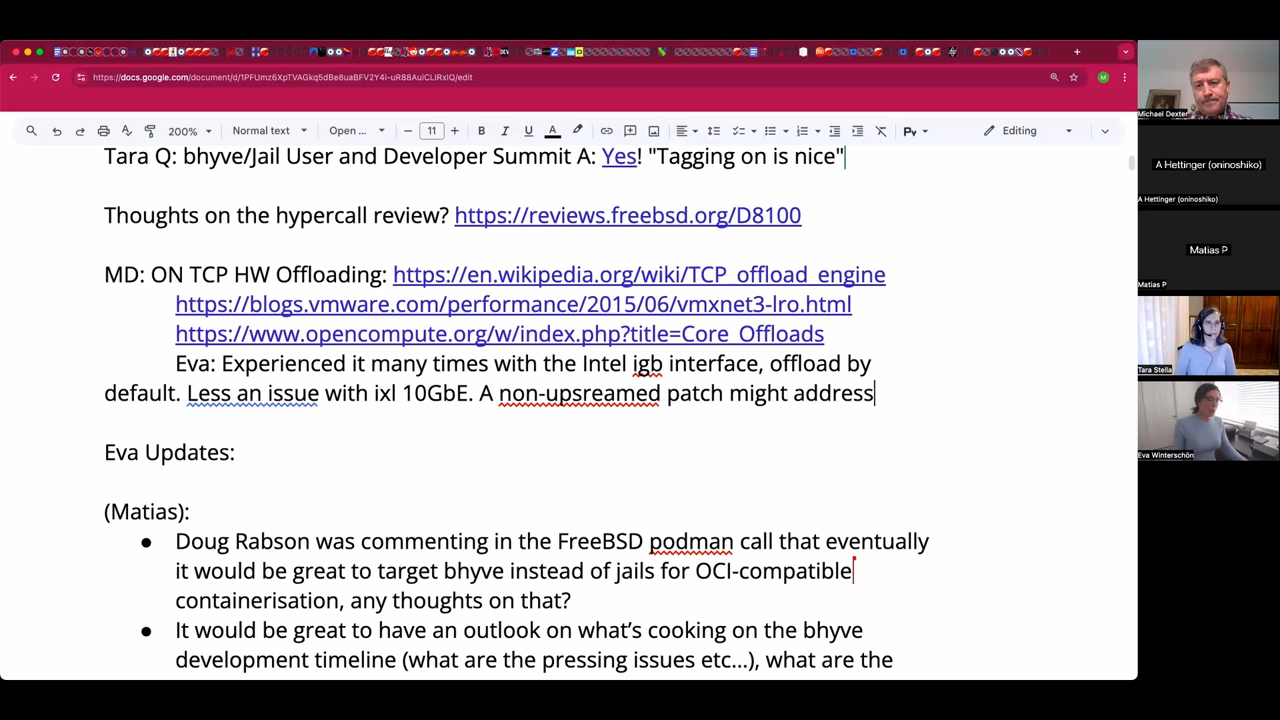 https://docs.google.com/document/d/1PFUmz6XpTVAGkq5dBe8uaBFV2Y4i-uR88AuiCLIRxIQ/edit
M
200%
Normal text
Open ...
11
Editing
Tara Q: bhyve/Jail User and Developer Summit A: Yes! "Tagging on is nice"
Thoughts on the hypercall review? https://reviews.freebsd.org/D8100
MD: ON TCP HW Offloading: https://en.wikipedia.org/wiki/TCP_offload_engine
https://blogs.vmware.com/performance/2015/06/vmxnet3-lro.html
https://www.opencompute.org/w/index.php?title=Core_Offloads
Eva: Experienced it many times with the Intel igb interface, offload by
default. Less an issue with ixl 10GbE. A non-upsreamed patch might address
Eva Updates:
(Matias):
● Doug Rabson was commenting in the FreeBSD podman call that eventually
it would be great to target bhyve instead of jails for OCI-compatible
containerisation, any thoughts on that?
● It would be great to have an outlook on what’s cooking on the bhyve
development timeline (what are the pressing issues etc...), what are the
Michael Dexter
A Hettinger (oninoshiko)
A Hettinger (oninoshiko)
Matias P
Matias P
Tara Stella
Eva Winterschön